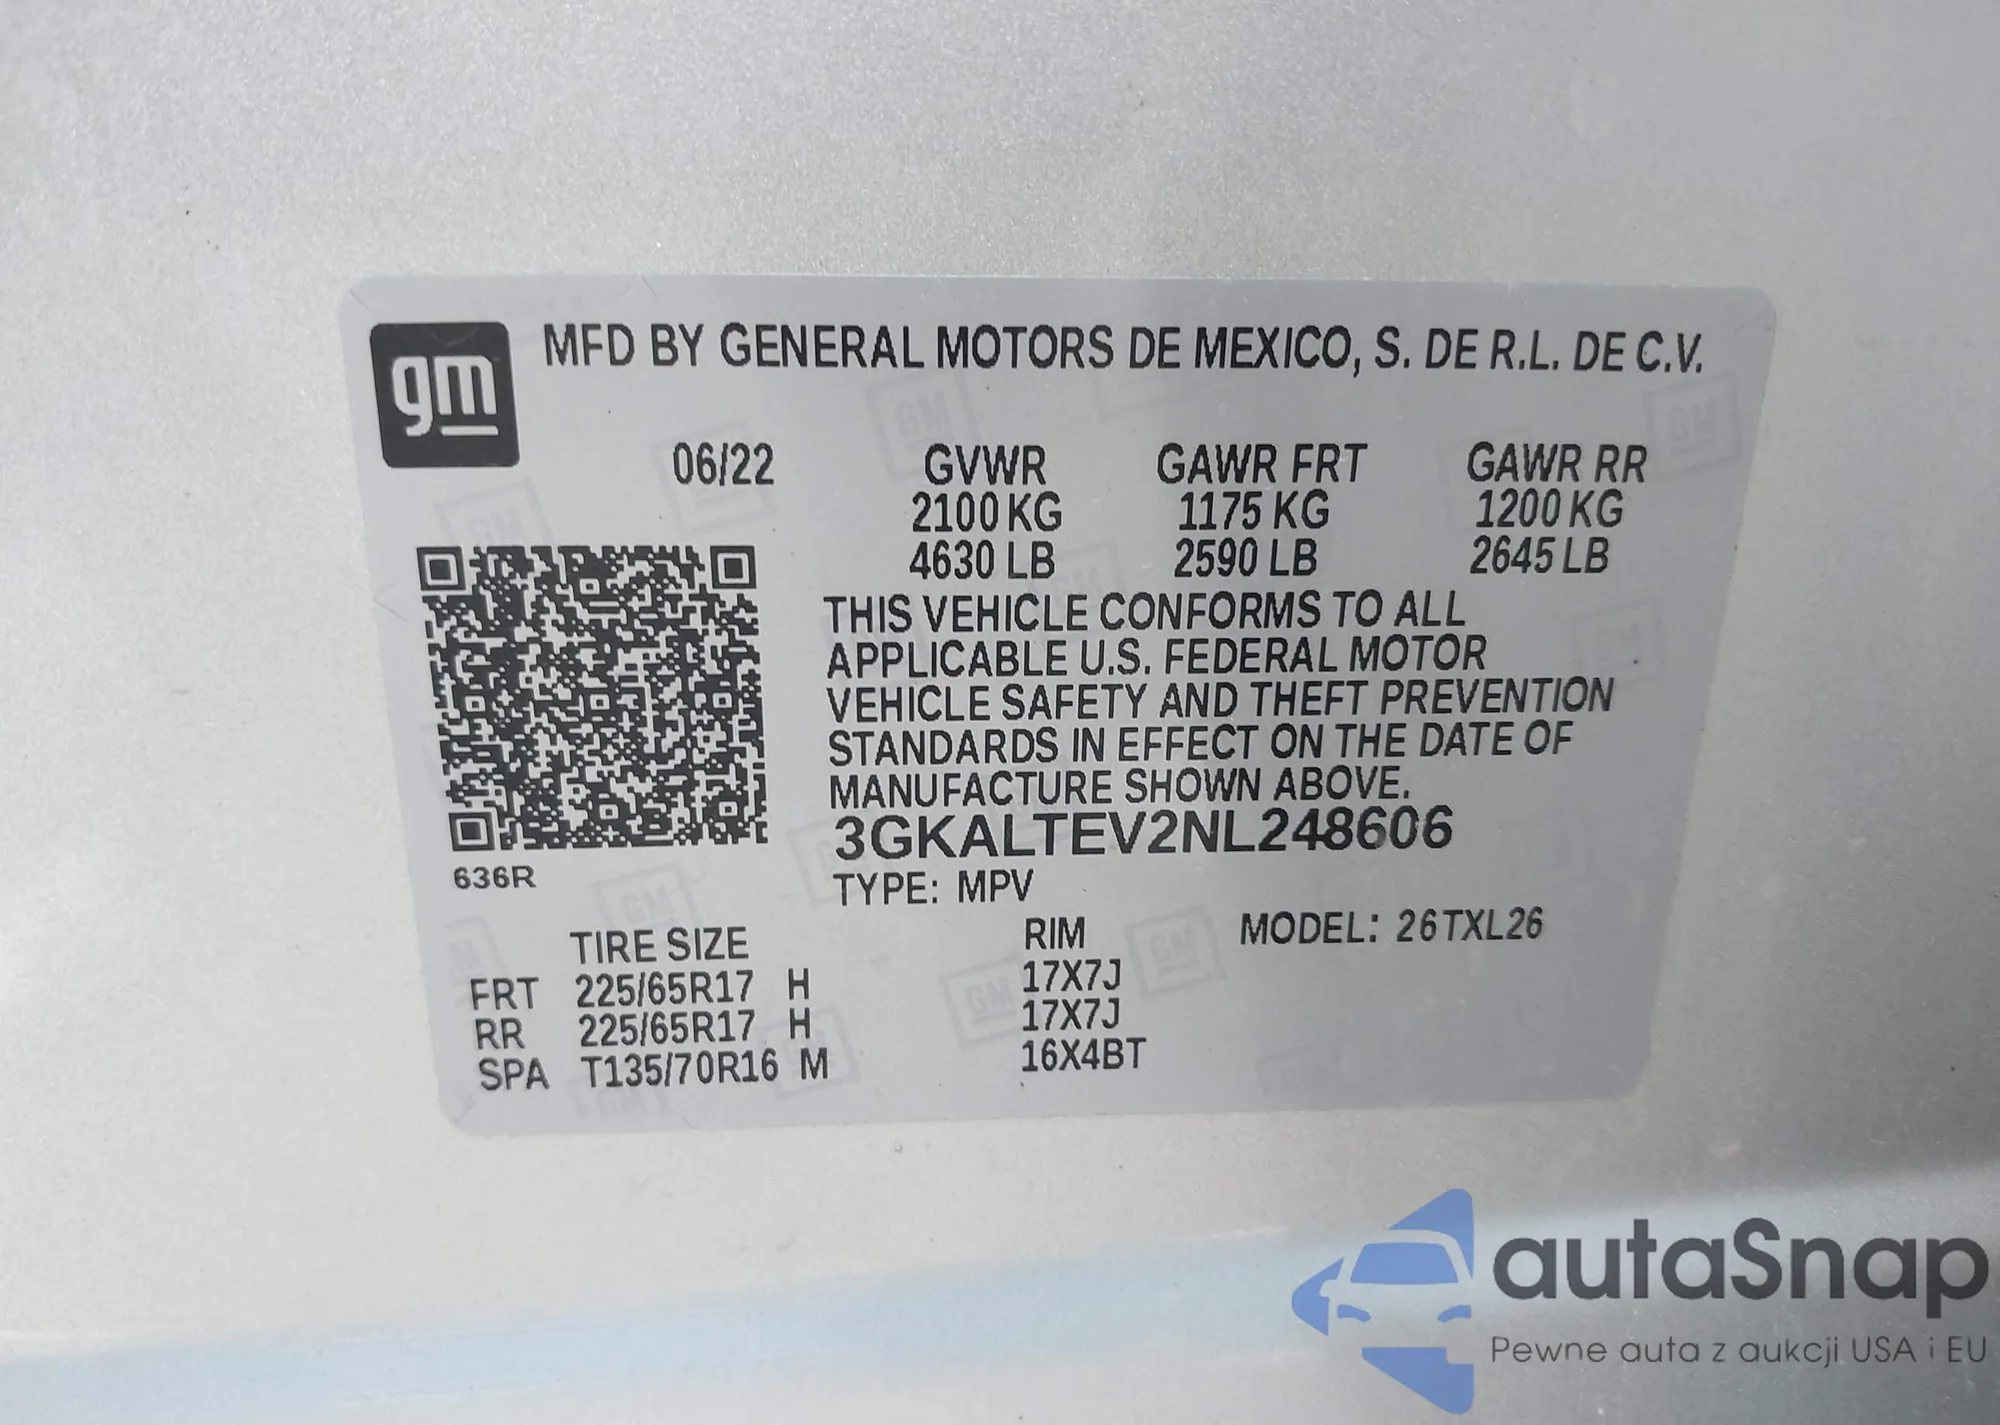 gm
MFD BY GENERAL MOTORS DE MEXICO, S. DE R.L. DE C.V.
06/22 GVWR GAWR FRT GAWR RR
2100 KG 1175 KG 1200 KG
4630 LB 2590 LB 2645 LB
THIS VEHICLE CONFORMS TO ALL
APPLICABLE U.S. FEDERAL MOTOR
VEHICLE SAFETY AND THEFT PREVENTION
STANDARDS IN EFFECT ON THE DATE OF
MANUFACTURE SHOWN ABOVE.
3GKALTEV2NL248606
636R
TYPE: MPV
TIRE SIZE RIM MODEL: 26TXL26
FRT 225/65R17 H 17X7J
RR 225/65R17 H 17X7J
SPA T135/70R16 M 16X4BT
autaSnap
Pewne auta z aukcji USA i EU